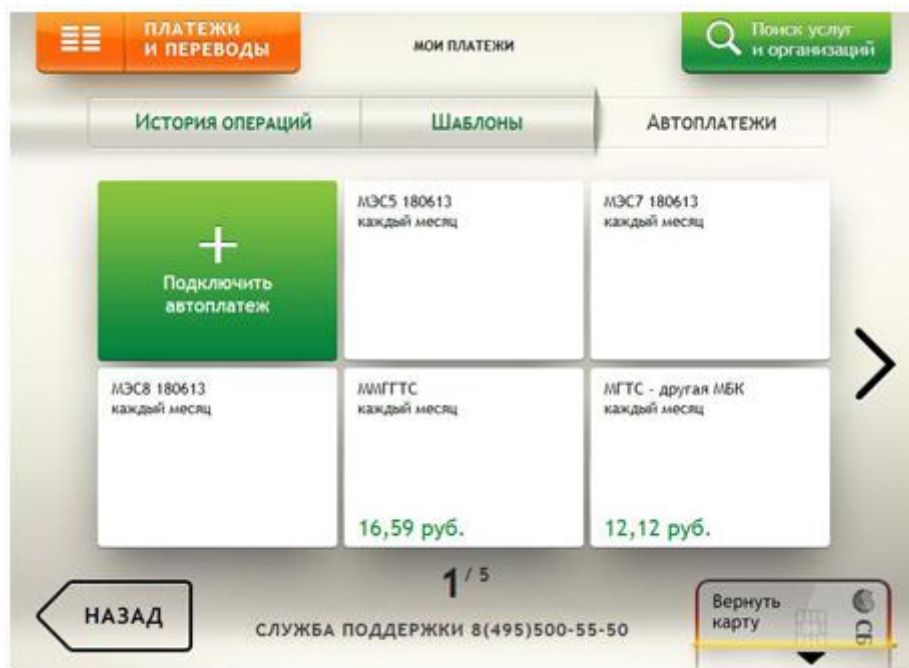 ПЛАТЕЖИ
И ПЕРЕВОДЫ
МОИ ПЛАТЕЖИ
Поиск услуг
и организаций
ИСТОРИЯ ОПЕРАЦИЙ
ШАБЛОНЫ
АВТОПЛАТЕЖИ
+
Подключить
автоплатеж
МЭС5 180613
каждый месяц
МЭС7 180613
каждый месяц
МЭС8 180613
каждый месяц
ММГГТС
каждый месяц
16,59 руб.
МГТС - другая МБК
каждый месяц
12,12 руб.
1 / 5
НАЗАД
СЛУЖБА ПОДДЕРЖКИ 8(495)500-55-50
Вернуть
карту
СБ